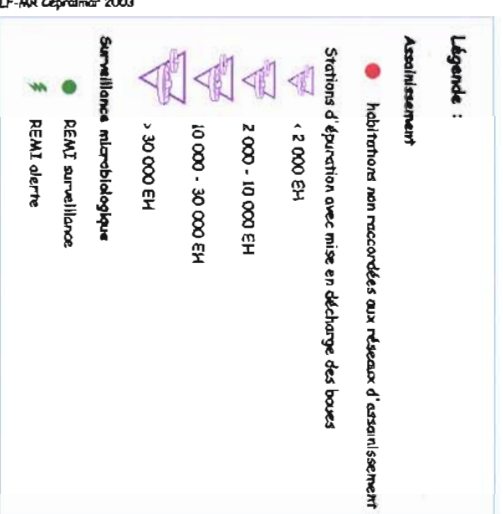 LF-MX Cépralmar 2003
Légende :
Assainissement
habitations non raccordées aux réseaux d'assainissement
Stations d'épuration avec mise en décharge des boues
< 2 000 EH
2 000 - 10 000 EH
10 000 - 30 000 EH
> 30 000 EH
Surveillance microbiologique
REMI surveillance
REMI alerte